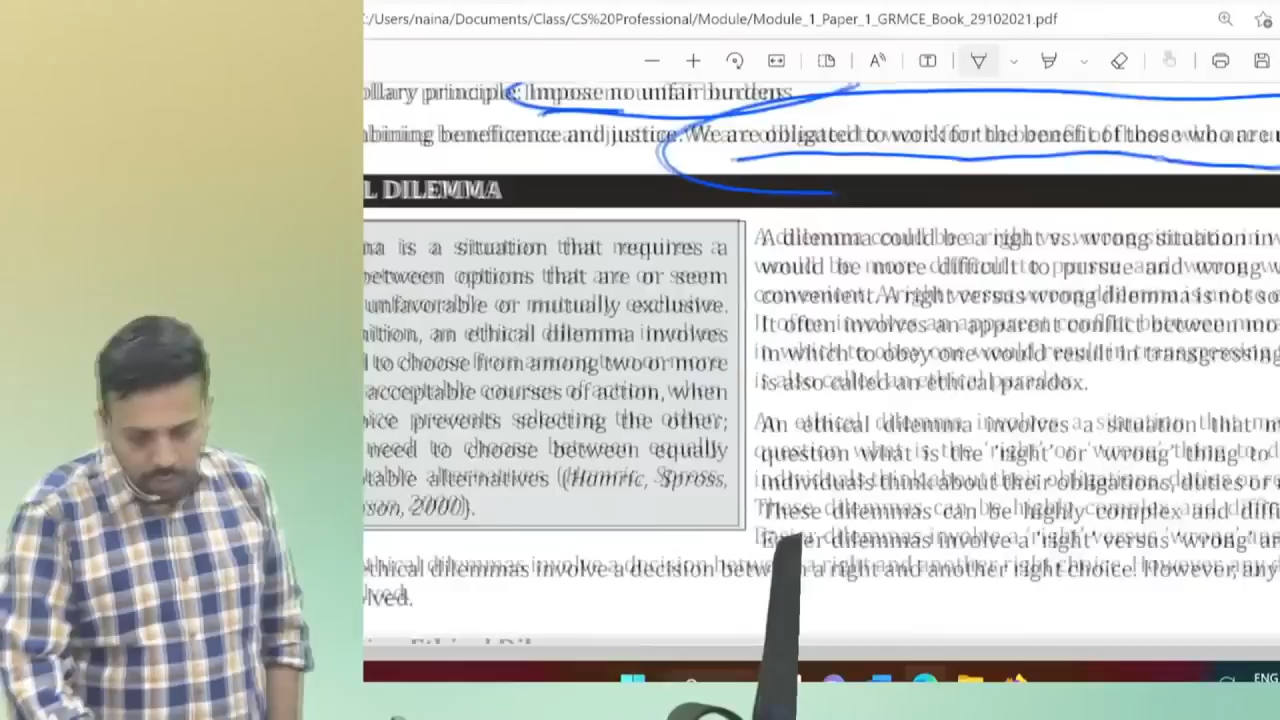 :/Users/naina/Documents/Class/CS%20Professional/Module/Module_1_Paper_1_GRMCE_Book_29102021.pdf
ollary principle: Impose no unfair burdens.
mbining beneficence and justice. We are obligated to work for the benefit of those who are
L DILEMMA
na is a situation that requires a
between options that are or seem
unfavorable or mutually exclusive.
nition, an ethical dilemma involves
to choose from among two or more
acceptable courses of action, when
ice prevents selecting the other;
need to choose between equally
table alternatives (Hamric, Spross,
son, 2000).
A dilemma could be a right vs. wrong situation in
would be more difficult to pursue and wrong
convenient. A right versus wrong dilemma is not so
It often involves an apparent conflict between
in which to obey one would result in transgressing
is also called an ethical paradox.
An ethical dilemma involves a situation that
question what is the 'right' or 'wrong' thing to
individuals think about their obligations, duties or
These dilemmas can be highly complex and
Easier dilemmas involve a 'right' versus 'wrong'
thical dilemmas involve a decision between a right and another right choice. However, any
lved.
ENG